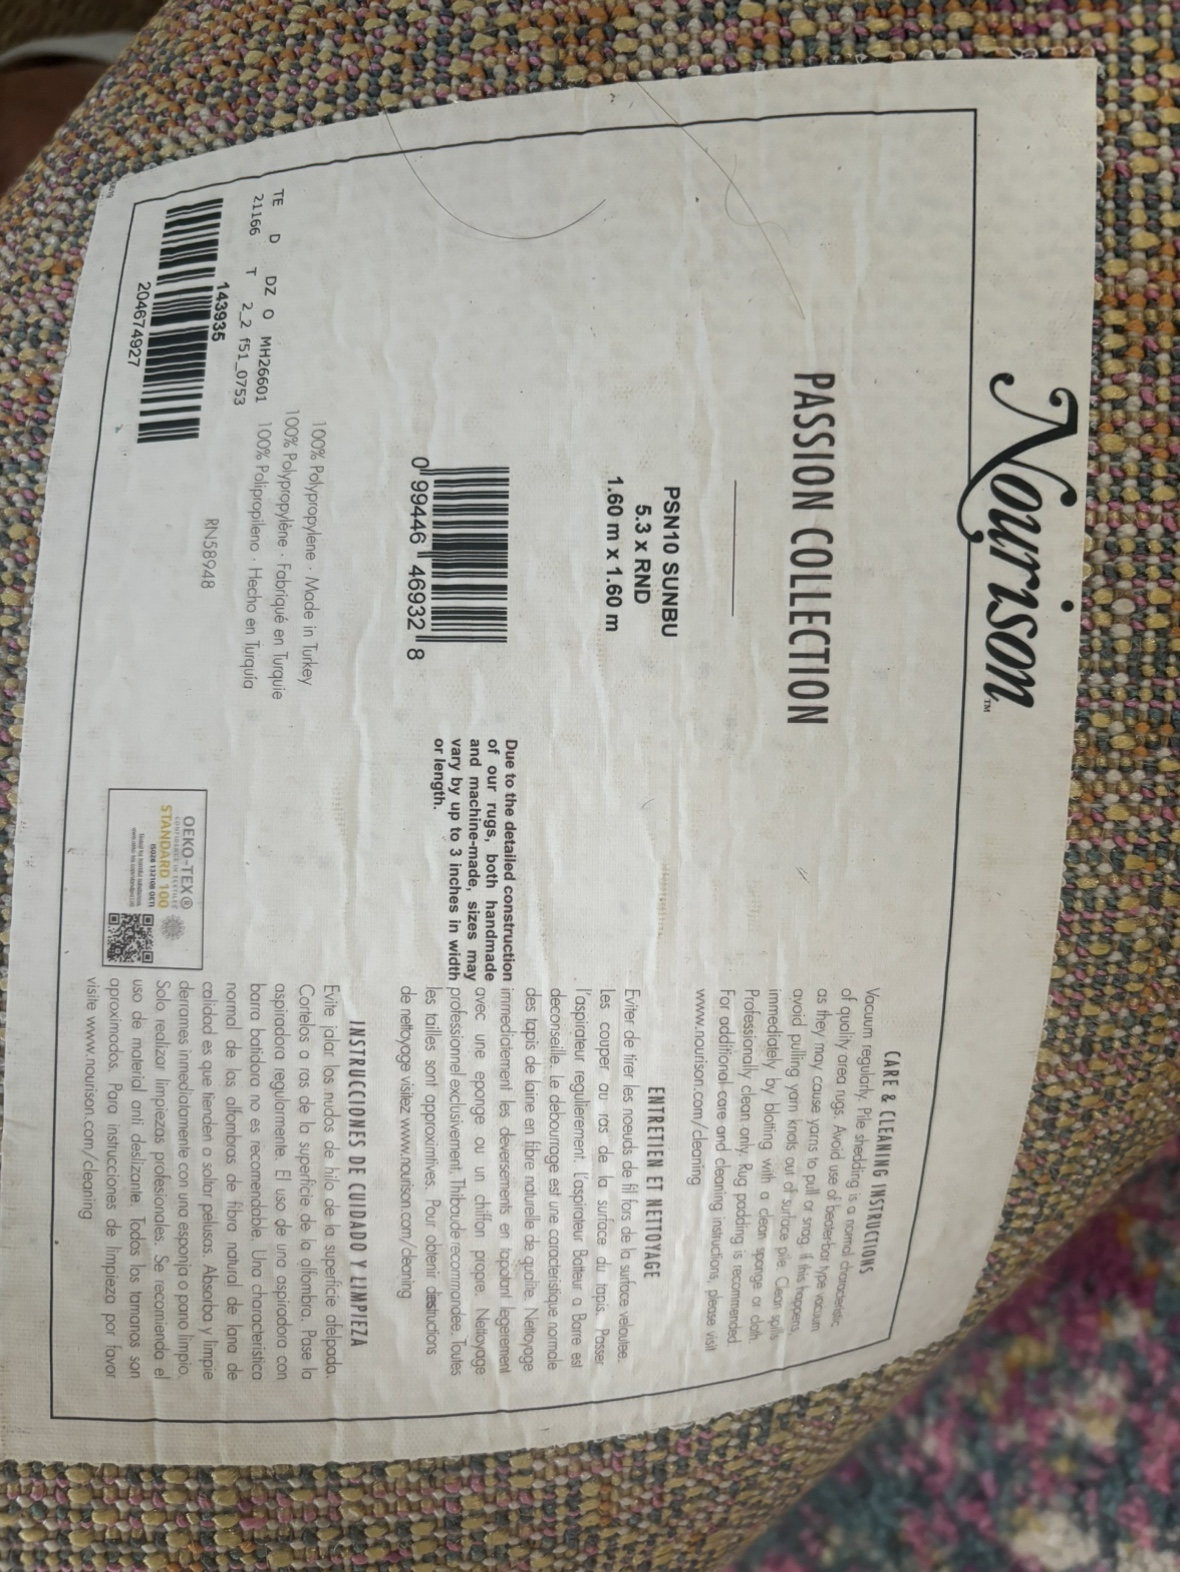 Nourison™
PASSION COLLECTION
PSN10 SUNBU
5.3 x RND
1.60 m x 1.60 m
0 99446 46932 8
Due to the detailed construction
of our rugs, both handmade
and machine-made, sizes may
vary by up to 3 inches in width
or length.
100% Polypropylene · Made in Turkey
100% Polypropylène · Fabriqué en Turquie
100% Polipropileno · Hecho en Turquía
RN58948
TE D DZ O MH26601
21166 T 2_2 f51_0753
143935
204674927
OEKO-TEX®
CONFIDENCE IN TEXTILES
STANDARD 100
CARE & CLEANING INSTRUCTIONS
Vacuum regularly. Pile shedding is a normal characteristic
of quality area rugs. Avoid use of beaterbar type vacuum
as they may cause yarns to pull or snag. If this happens,
avoid pulling yarn knots out of surface pile. Clean spills
immediately by blotting with a clean sponge or cloth.
Professionally clean only. Rug padding is recommended.
For additional care and cleaning instructions, please visit
www.nourison.com/cleaning
ENTRETIEN ET NETTOYAGE
Eviter de tirer les noeuds de fil fors de la surface veloutee.
Les couper au ras de la surface du tapis. Passer
l'aspirateur regulierement. L'aspirateur Batteur a Barre est
deconseille. Le debourrage est une caracteristique normale
des tapis de laine en fibre naturelle de qualite. Nettoyage
immediatement les deversements en tapotant legerement
avec une eponge ou un chiffon propre. Nettoyage
professionnel exclusivement. Thibaude recommandee. Toutes
les tailles sont approximtives. Pour obtenir destructions
de nettoyage visitez www.nourison.com/cleaning
INSTRUCCIONES DE CUIDADO Y LIMPIEZA
Evite jalar los nudos de hilo de la superficie afelpada.
Cortelos a ras de la superficie de la alfombra. Pase la
aspiradora regularmente. El uso de una aspiradora con
barra batidora no es recomendable. Una characteristica
normal de las alfombras de fibra natural de lana de
calidad es que tienden a soltar pelusas. Absorba y limpie
derrames inmediatamente con una esponja o pano limpio.
Solo realizar limpiezas profesionales. Se recomienda el
uso de material anti deslizante. Todos los tamanos son
aproximados. Para instrucciones de limpieza por favor
visite www.nourison.com/cleaning